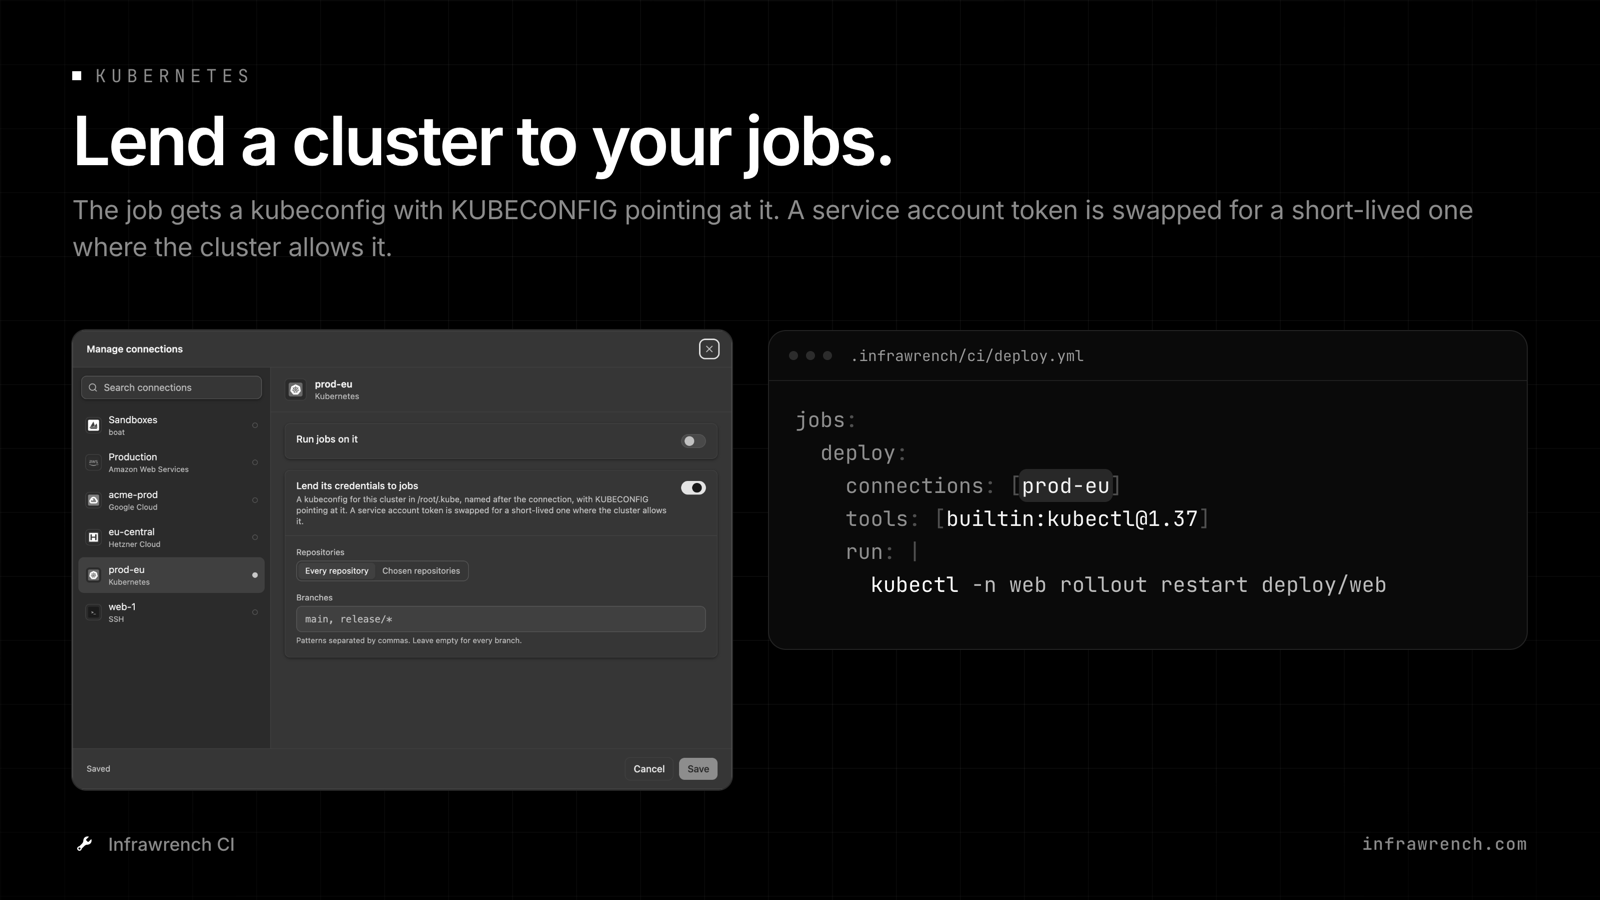 KUBERNETES
Lend a cluster to your jobs.
The job gets a kubeconfig with KUBECONFIG pointing at it. A service account token is swapped for a short-lived one
where the cluster allows it.
Manage connections
Search connections
Sandboxes
boat
Production
Amazon Web Services
acme-prod
Google Cloud
eu-central
Hetzner Cloud
prod-eu
Kubernetes
web-1
SSH
prod-eu
Kubernetes
Run jobs on it
Lend its credentials to jobs
A kubeconfig for this cluster in /root/.kube, named after the connection, with KUBECONFIG
pointing at it. A service account token is swapped for a short-lived one where the cluster allows
it.
Repositories
Every repository Chosen repositories
Branches
main, release/*
Patterns separated by commas. Leave empty for every branch.
Saved
Cancel Save
.infrawrench/ci/deploy.yml
jobs:
deploy:
connections: [prod-eu]
tools: [builtin:kubectl@1.37]
run: |
kubectl -n web rollout restart deploy/web
Infrawrench CI
infrawrench.com